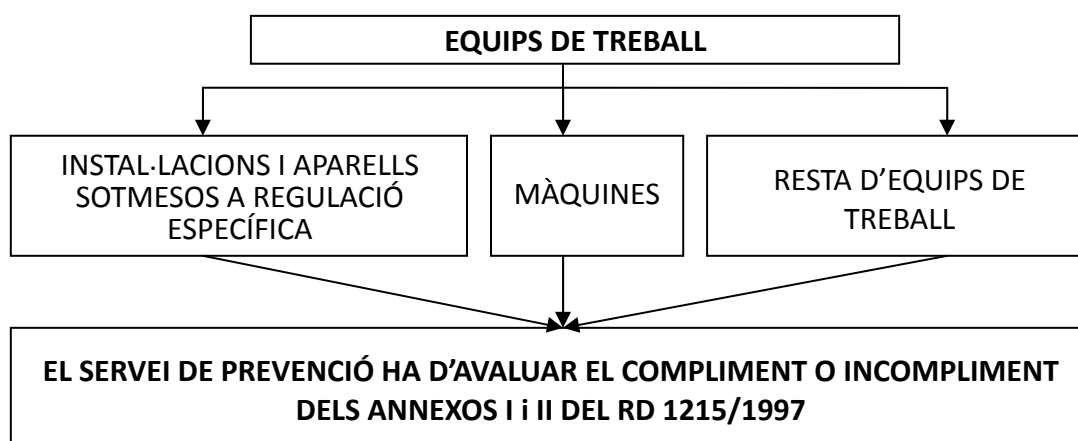 EQUIPS DE TREBALL
INSTAL·LACIONS I APARELLS
SOTMESOS A REGULACIÓ
ESPECÍFICA
MÀQUINES
RESTA D’EQUIPS DE
TREBALL
EL SERVEI DE PREVENCIÓ HA D’AVALUAR EL COMPLIMENT O INCOMPLIMENT
DELS ANNEXOS I i II DEL RD 1215/1997